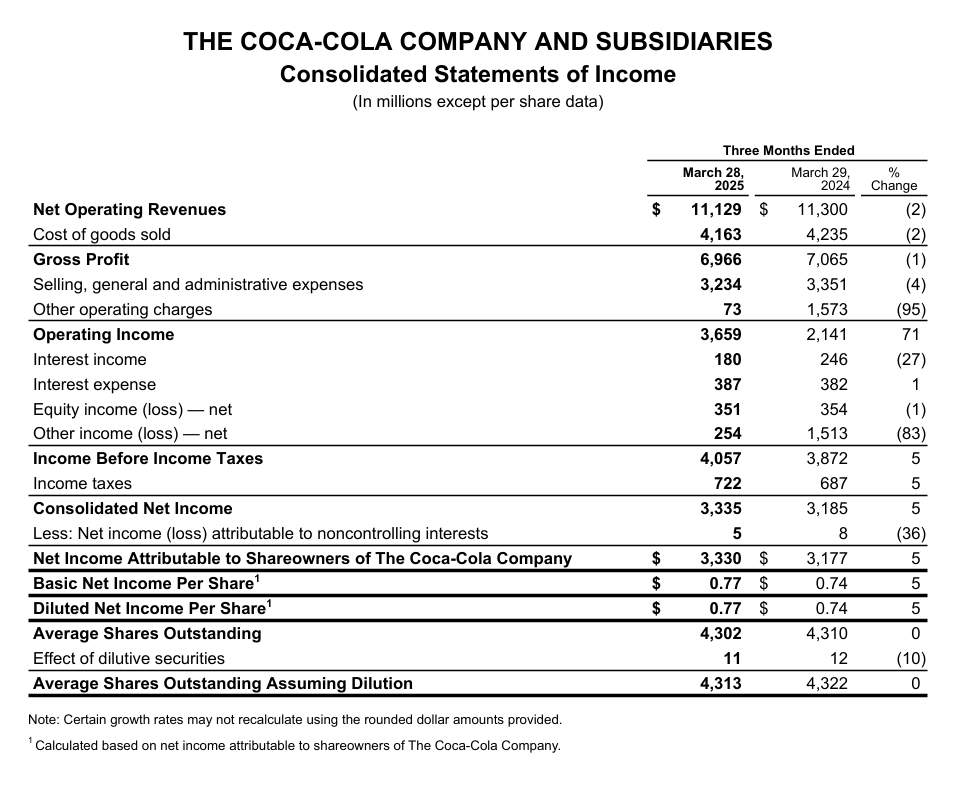 THE COCA-COLA COMPANY AND SUBSIDIARIES
Consolidated Statements of Income
(In millions except per share data)
Three Months Ended
March 28, 2025 March 29, 2024 % Change
Net Operating Revenues $ 11,129 $ 11,300 (2)
Cost of goods sold 4,163 4,235 (2)
Gross Profit 6,966 7,065 (1)
Selling, general and administrative expenses 3,234 3,351 (4)
Other operating charges 73 1,573 (95)
Operating Income 3,659 2,141 71
Interest income 180 246 (27)
Interest expense 387 382 1
Equity income (loss) — net 351 354 (1)
Other income (loss) — net 254 1,513 (83)
Income Before Income Taxes 4,057 3,872 5
Income taxes 722 687 5
Consolidated Net Income 3,335 3,185 5
Less: Net income (loss) attributable to noncontrolling interests 5 8 (36)
Net Income Attributable to Shareowners of The Coca-Cola Company $ 3,330 $ 3,177 5
Basic Net Income Per Share¹ $ 0.77 $ 0.74 5
Diluted Net Income Per Share¹ $ 0.77 $ 0.74 5
Average Shares Outstanding 4,302 4,310 0
Effect of dilutive securities 11 12 (10)
Average Shares Outstanding Assuming Dilution 4,313 4,322 0
Note: Certain growth rates may not recalculate using the rounded dollar amounts provided.
¹ Calculated based on net income attributable to shareowners of The Coca-Cola Company.